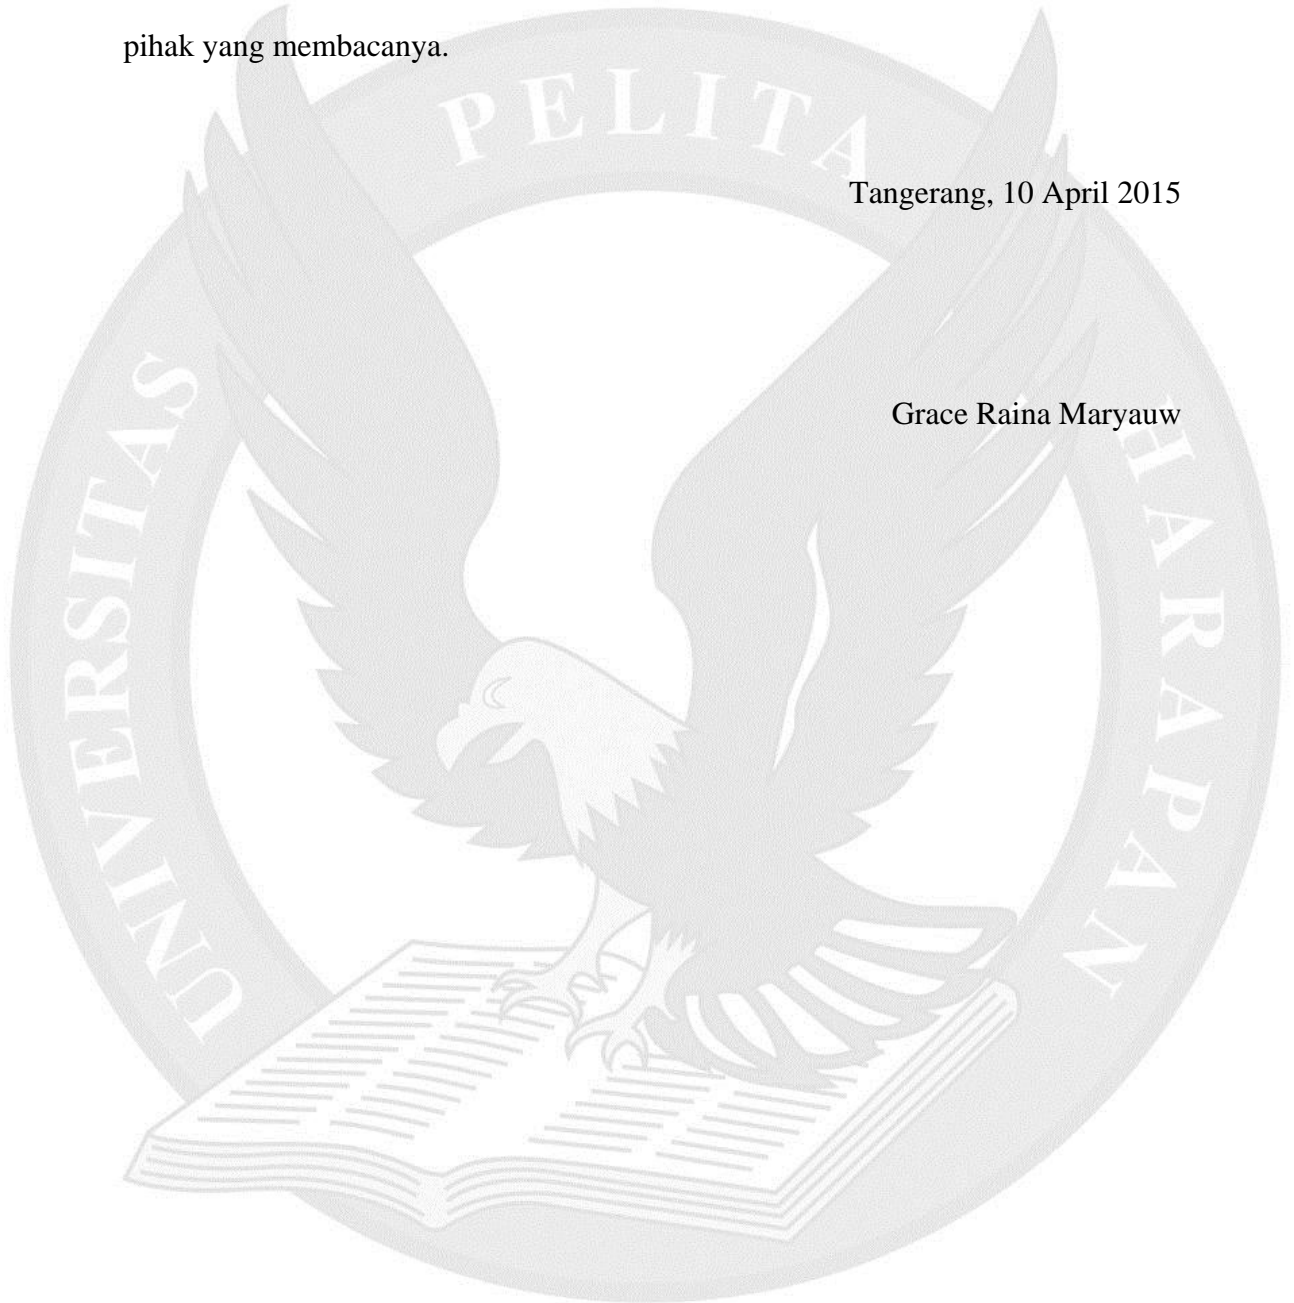 pihak yang membacanya.
PELITA
Tangerang, 10 April 2015
Grace Raina Maryauw
UNIVERSITAS
HARAPAN